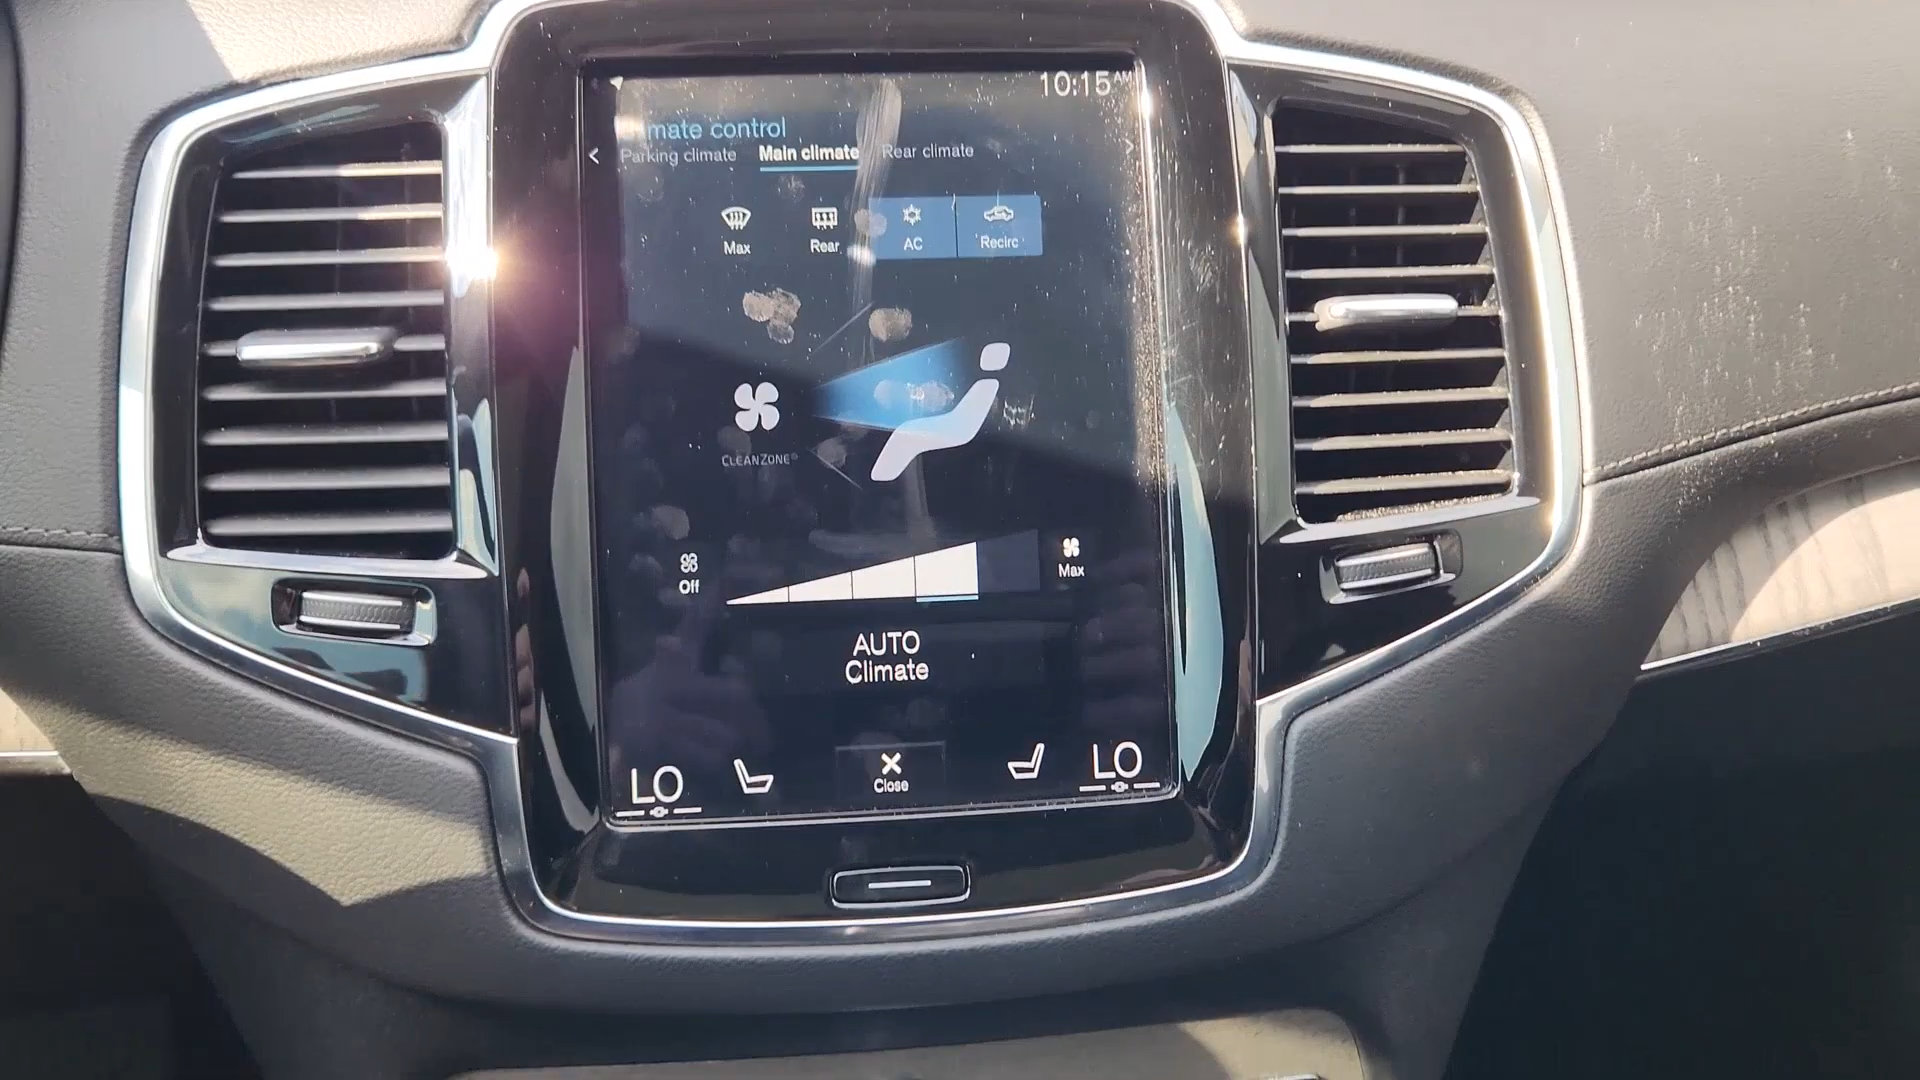 10:15 AM
mate control
Parking climate Main climate Rear climate
Max Rear AC Recirc
CLEANZONE®
Off Max
AUTO
Climate
LO Close LO